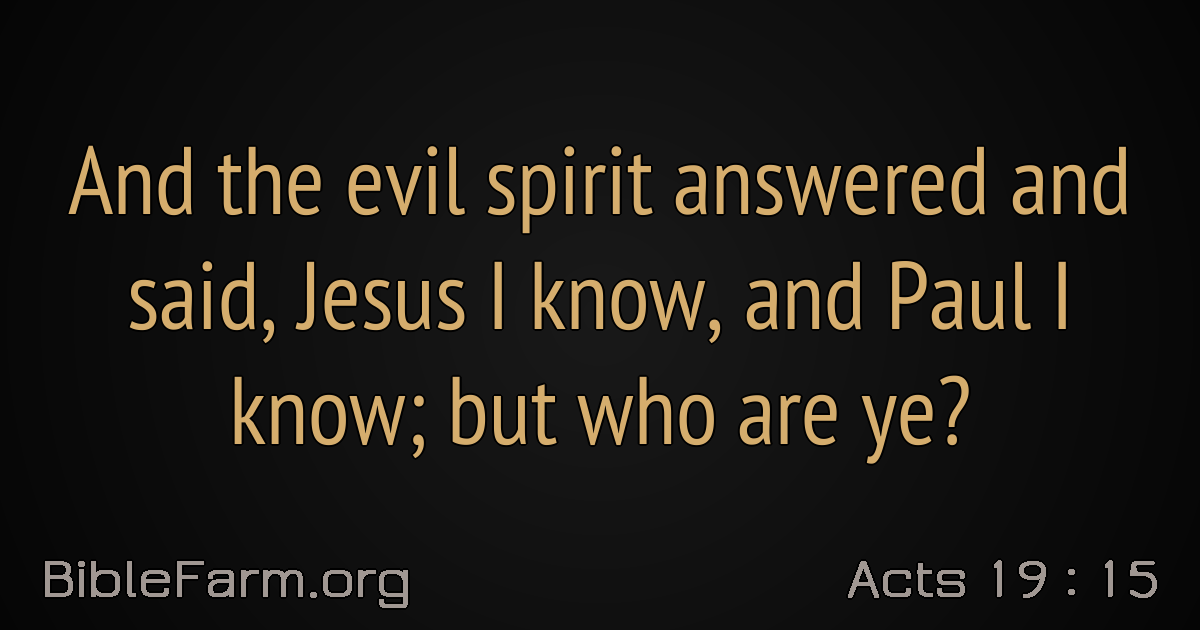 And the evil spirit answered and
said, Jesus I know, and Paul I
know; but who are ye?
BibleFarm.org
Acts 19 : 15